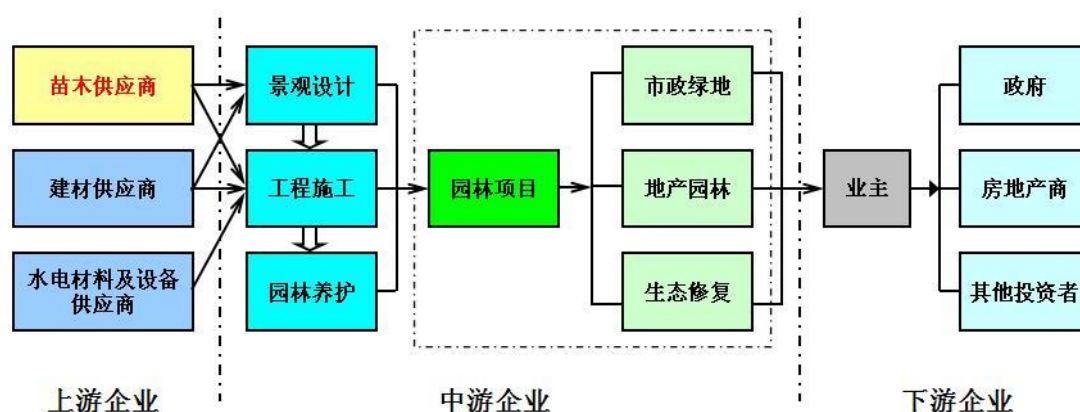 苗木供应商
景观设计
市政绿地
政府
建材供应商
工程施工
园林项目
地产园林
业主
房地产商
水电材料及设备
供应商
园林养护
生态修复
其他投资者
上游企业
中游企业
下游企业